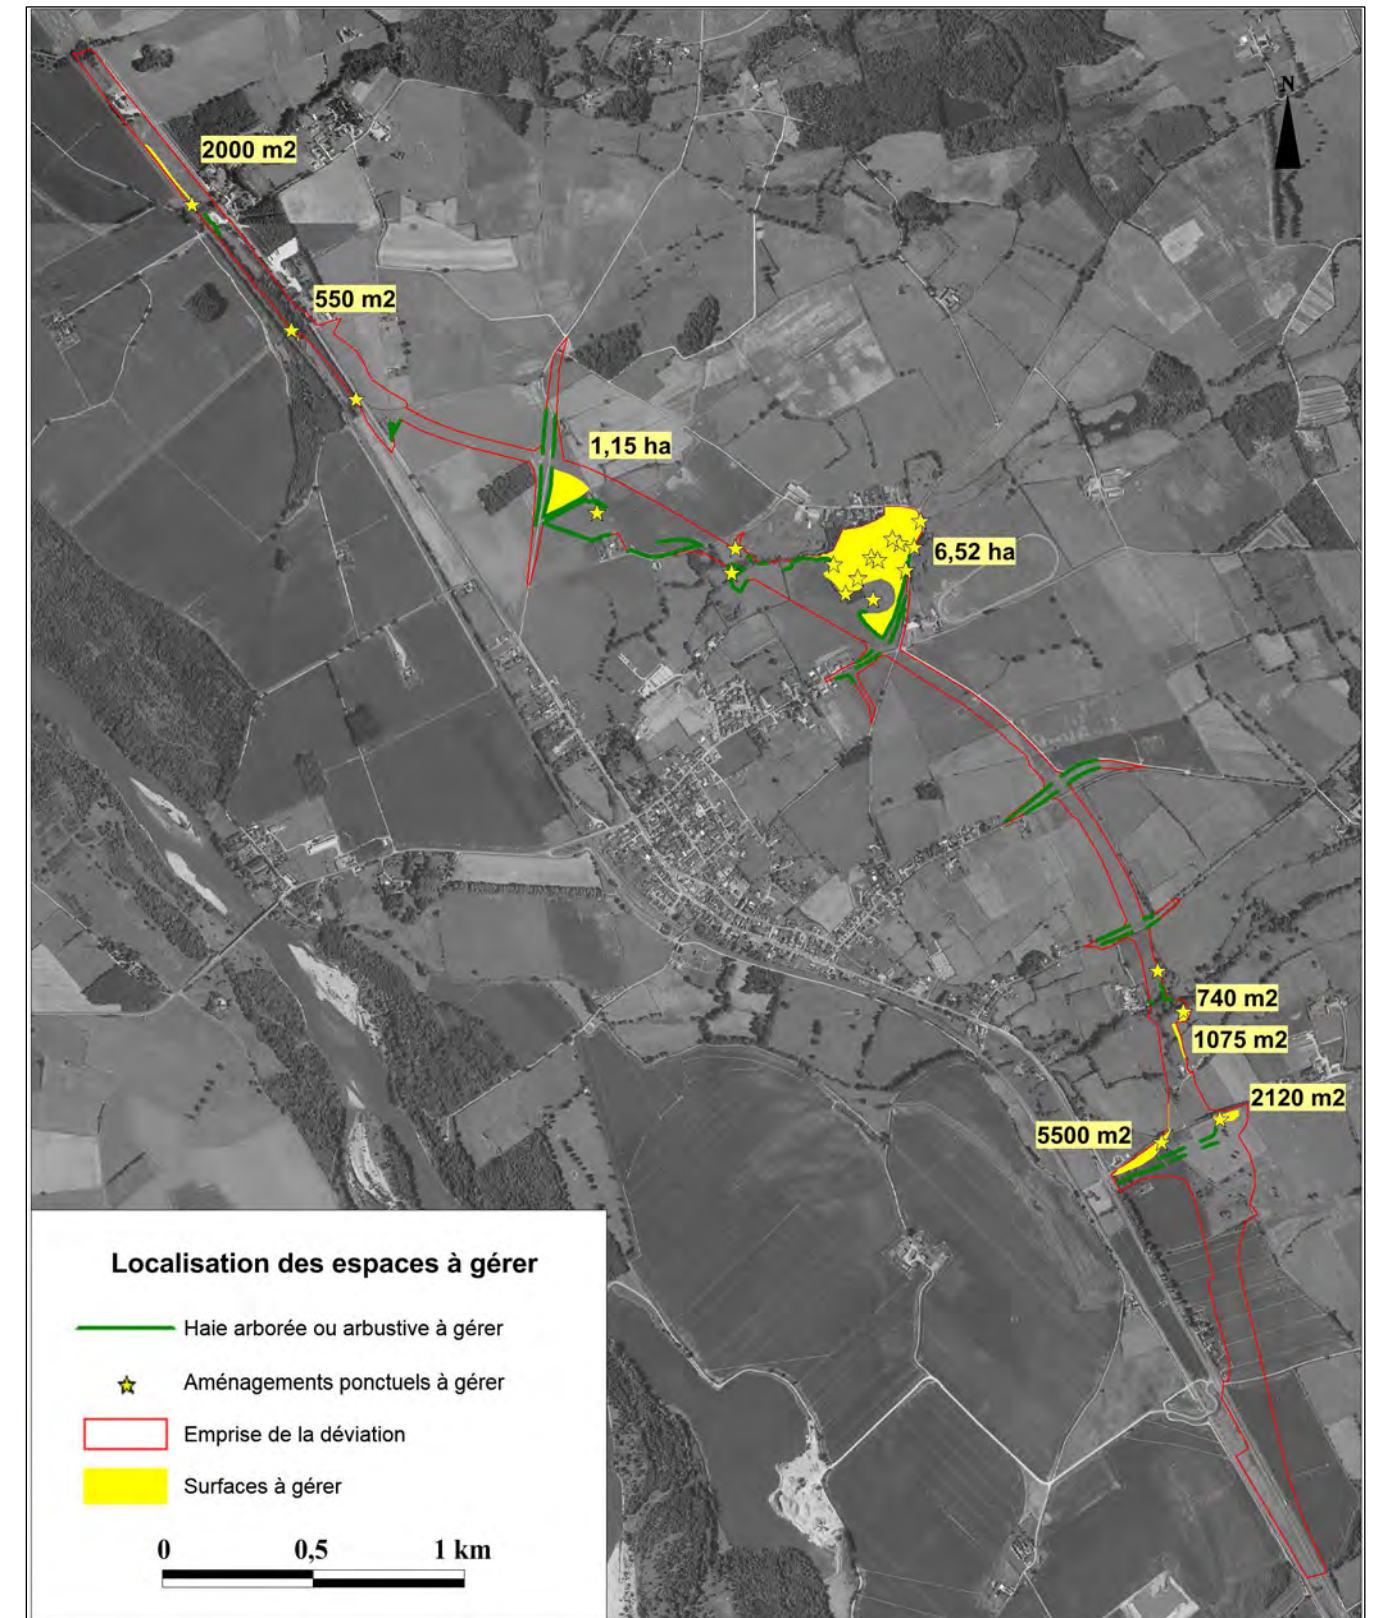 N
2000 m2
550 m2
1,15 ha
6,52 ha
740 m2
1075 m2
2120 m2
5500 m2
Localisation des espaces à gérer
Haie arborée ou arbustive à gérer
Aménagements ponctuels à gérer
Emprise de la déviation
Surfaces à gérer
0 0,5 1 km